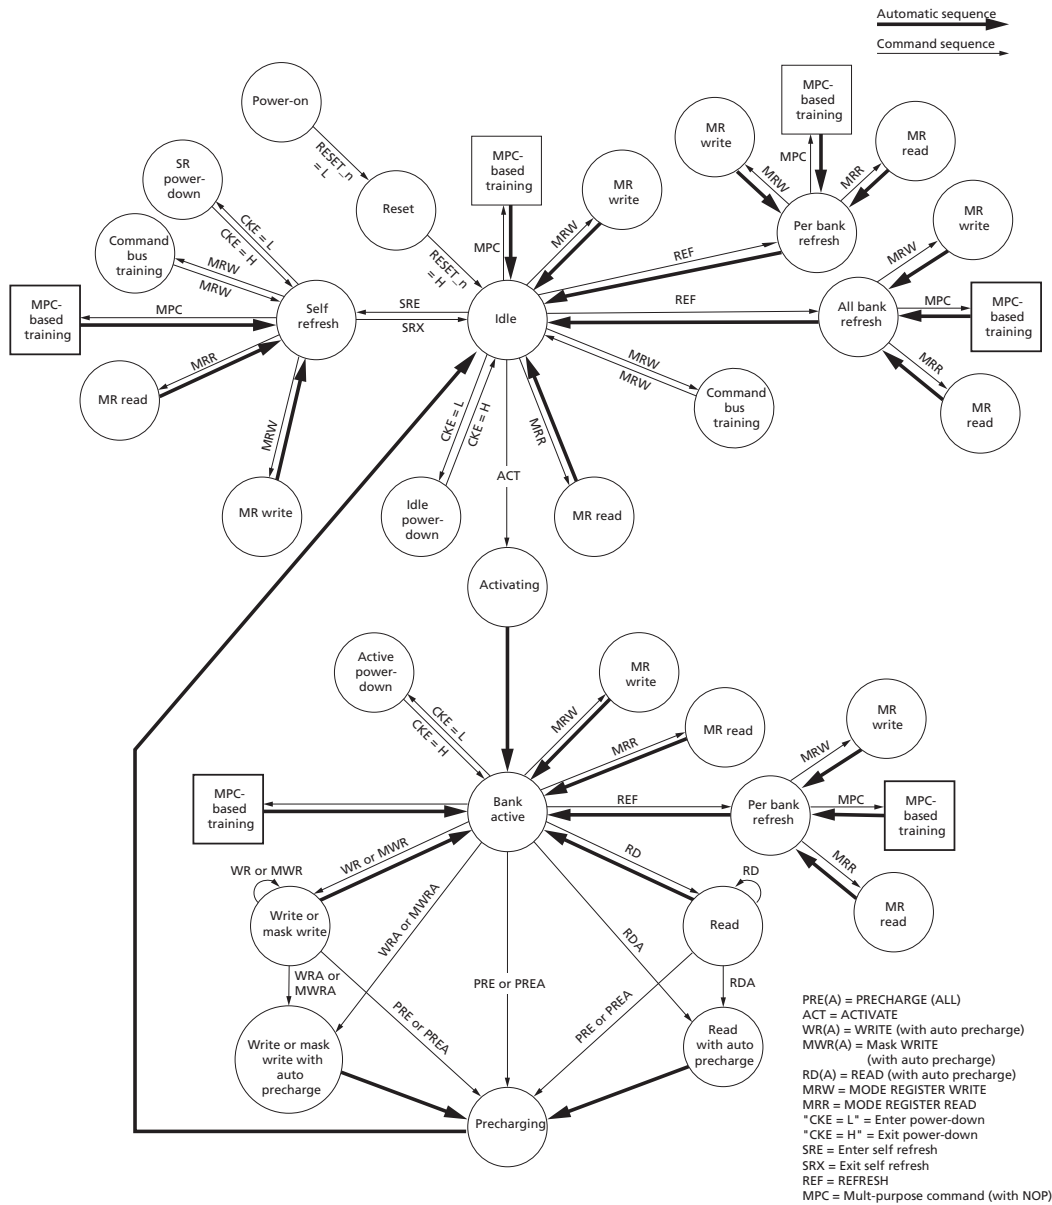 Automatic sequence
Command sequence
Power-on
RESET_n
= L
Reset
RESET_n
= H
SR
power-
down
CKE = L
CKE = H
Command
bus
training
MRW
MRW
MPC-
based
training
MPC
Self
refresh
MRR
MR read
MRW
MR write
SRE
SRX
MPC-
based
training
MPC
MR
write
MRW
Idle
REF
Per bank
refresh
MR
write
MRW
MPC-
based
training
MPC
MR
read
MRR
REF
All bank
refresh
MR
write
MRW
MPC
MPC-
based
training
MRR
MR
read
MRW
MRW
Command
bus
training
CKE = L
CKE = H
Idle
power-
down
MRR
MR read
ACT
Activating
Active
power-
down
CKE = L
CKE = H
MR
write
MRW
MR read
MRR
MPC-
based
training
Bank
active
REF
Per bank
refresh
MR
write
MRW
MPC
MPC-
based
training
MRR
MR
read
WR or MWR
WR or MWR
Write or
mask write
RD
RD
Read
WRA or MWRA
RDA
WRA or
MWRA
RDA
PRE or PREA
PRE or PREA
PRE or PREA
Write or mask
write with
auto
precharge
Read
with auto
precharge
Precharging
PRE(A) = PRECHARGE (ALL)
ACT = ACTIVATE
WR(A) = WRITE (with auto precharge)
MWR(A) = Mask WRITE
(with auto precharge)
RD(A) = READ (with auto precharge)
MRW = MODE REGISTER WRITE
MRR = MODE REGISTER READ
"CKE = L" = Enter power-down
"CKE = H" = Exit power-down
SRE = Enter self refresh
SRX = Exit self refresh
REF = REFRESH
MPC = Mult-purpose command (with NOP)